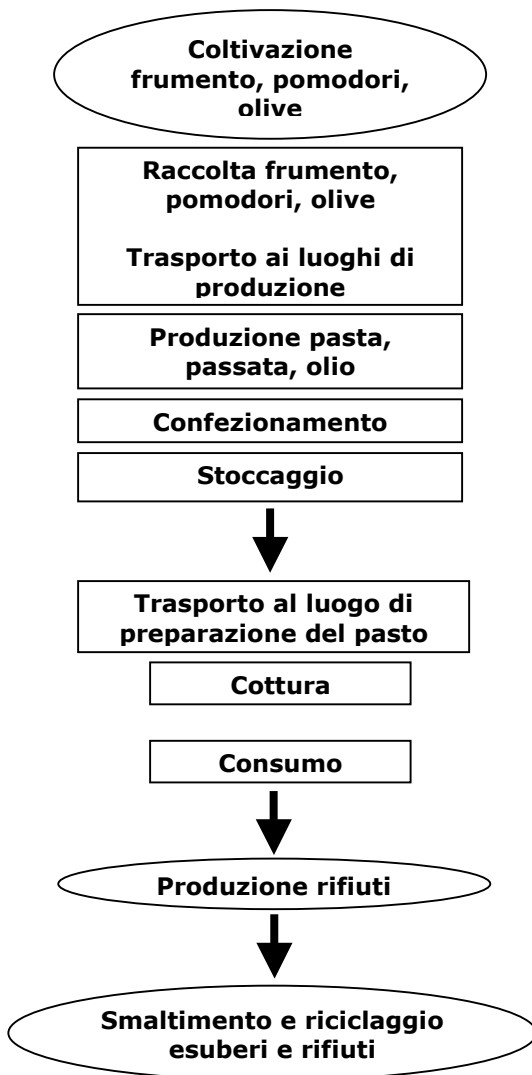 Coltivazione
frumento, pomodori,
olive
Raccolta frumento,
pomodori, olive
Trasporto ai luoghi di
produzione
Produzione pasta,
passata, olio
Confezionamento
Stoccaggio
Trasporto al luogo di
preparazione del pasto
Cottura
Consumo
Produzione rifiuti
Smaltimento e riciclaggio
esuberi e rifiuti